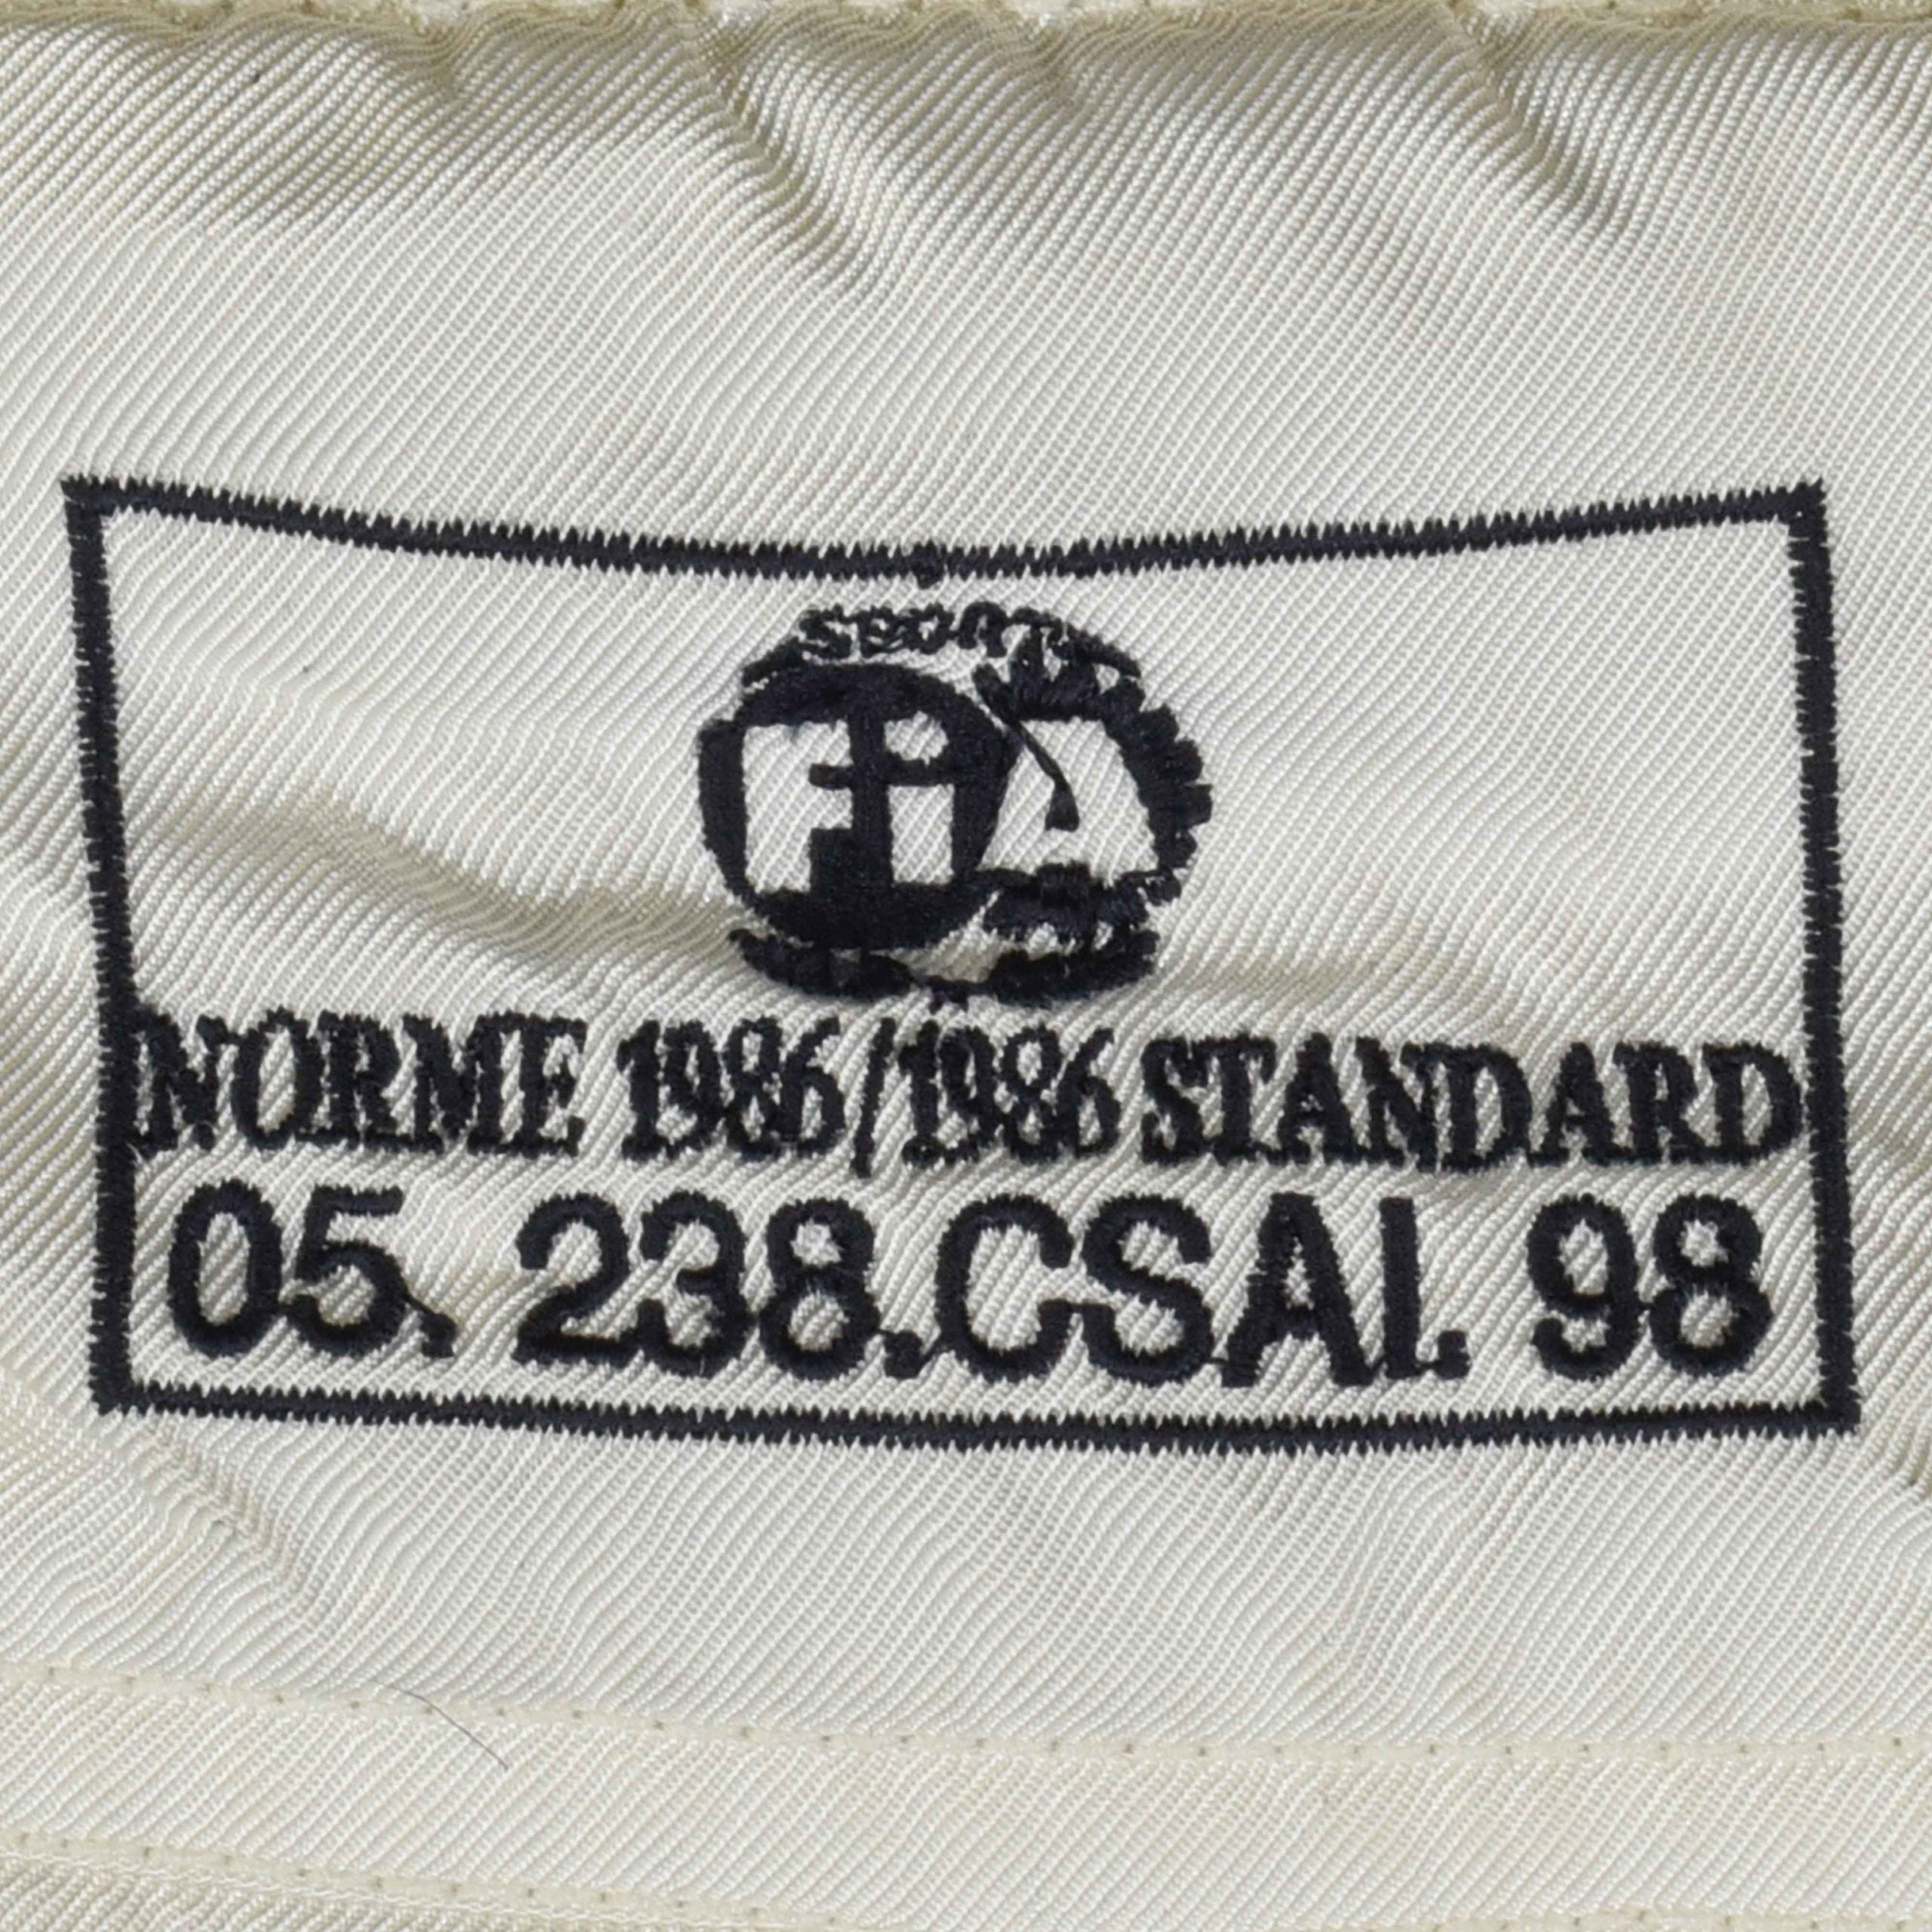 SPORT
FiA
NORME 1986/1986 STANDARD
05. 238.CSAI. 98